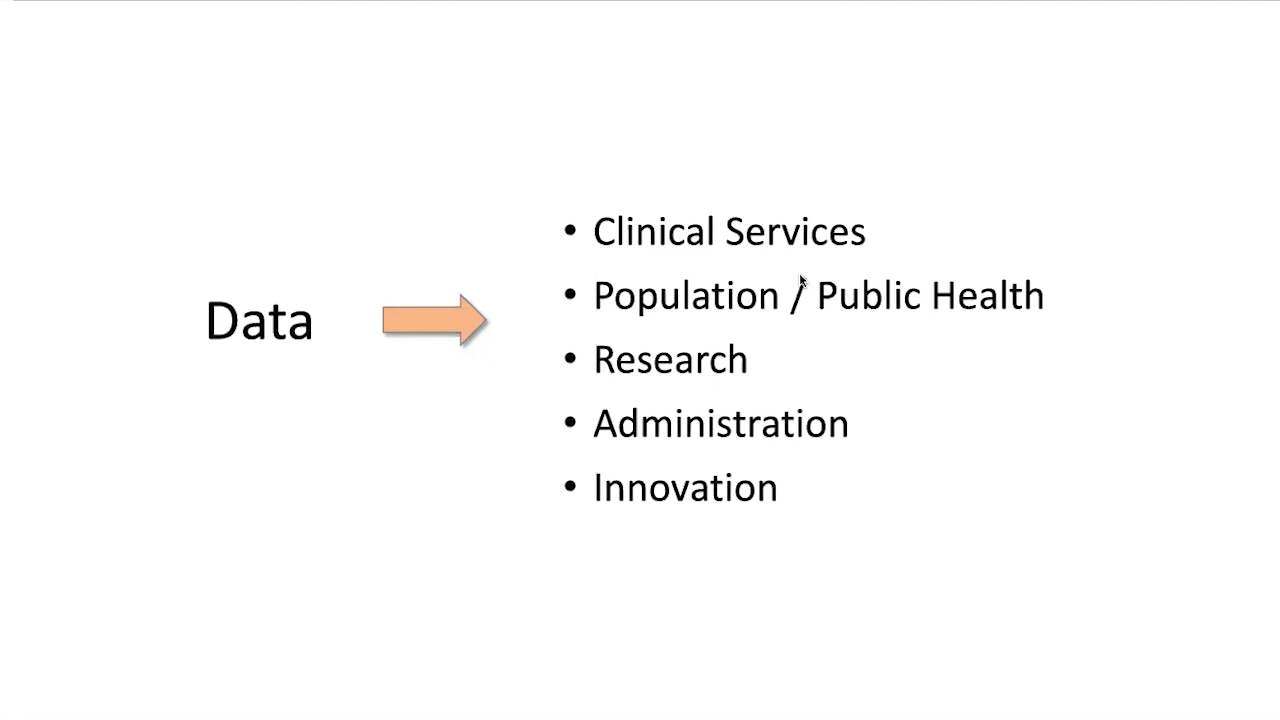 Data
• Clinical Services
• Population / Public Health
• Research
• Administration
• Innovation